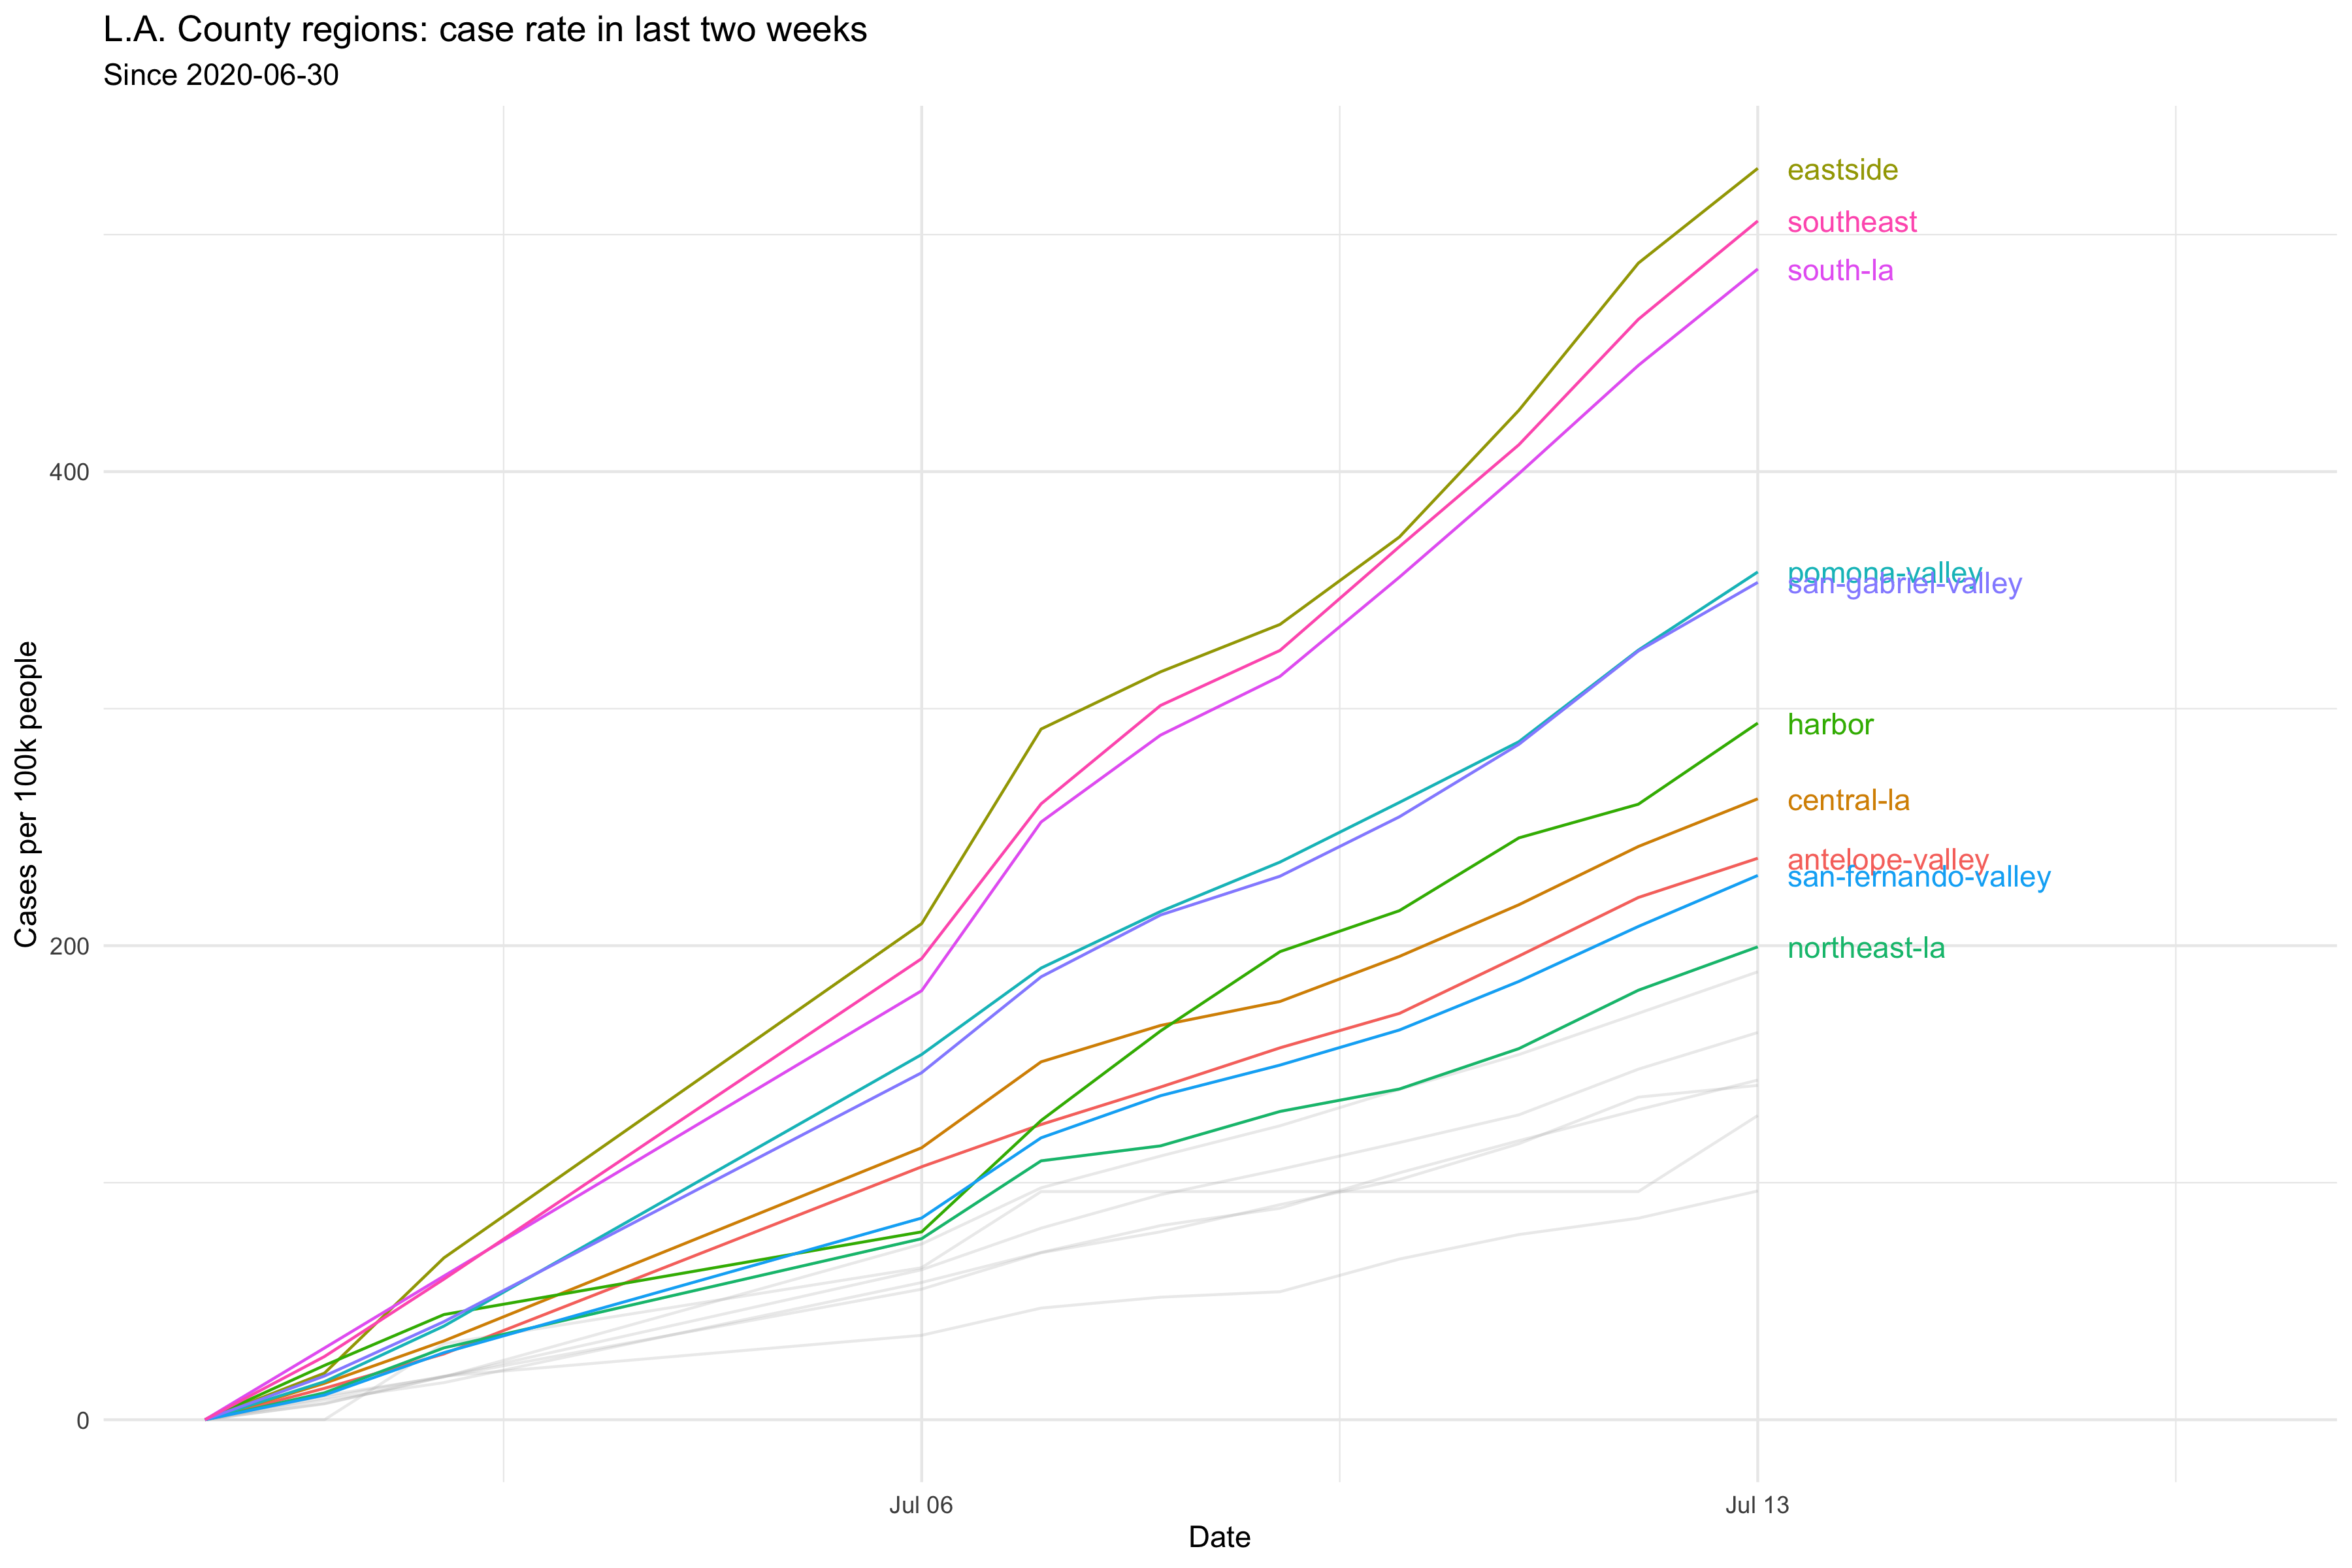 L.A. County regions: case rate in last two weeks
Since 2020-06-30
eastside
southeast
south-la
400
pomona-valley
san-gabriel-valley
harbor
central-la
antelope-valley
san-fernando-valley
200
northeast-la
0
Cases per 100k people
Jul 06
Jul 13
Date